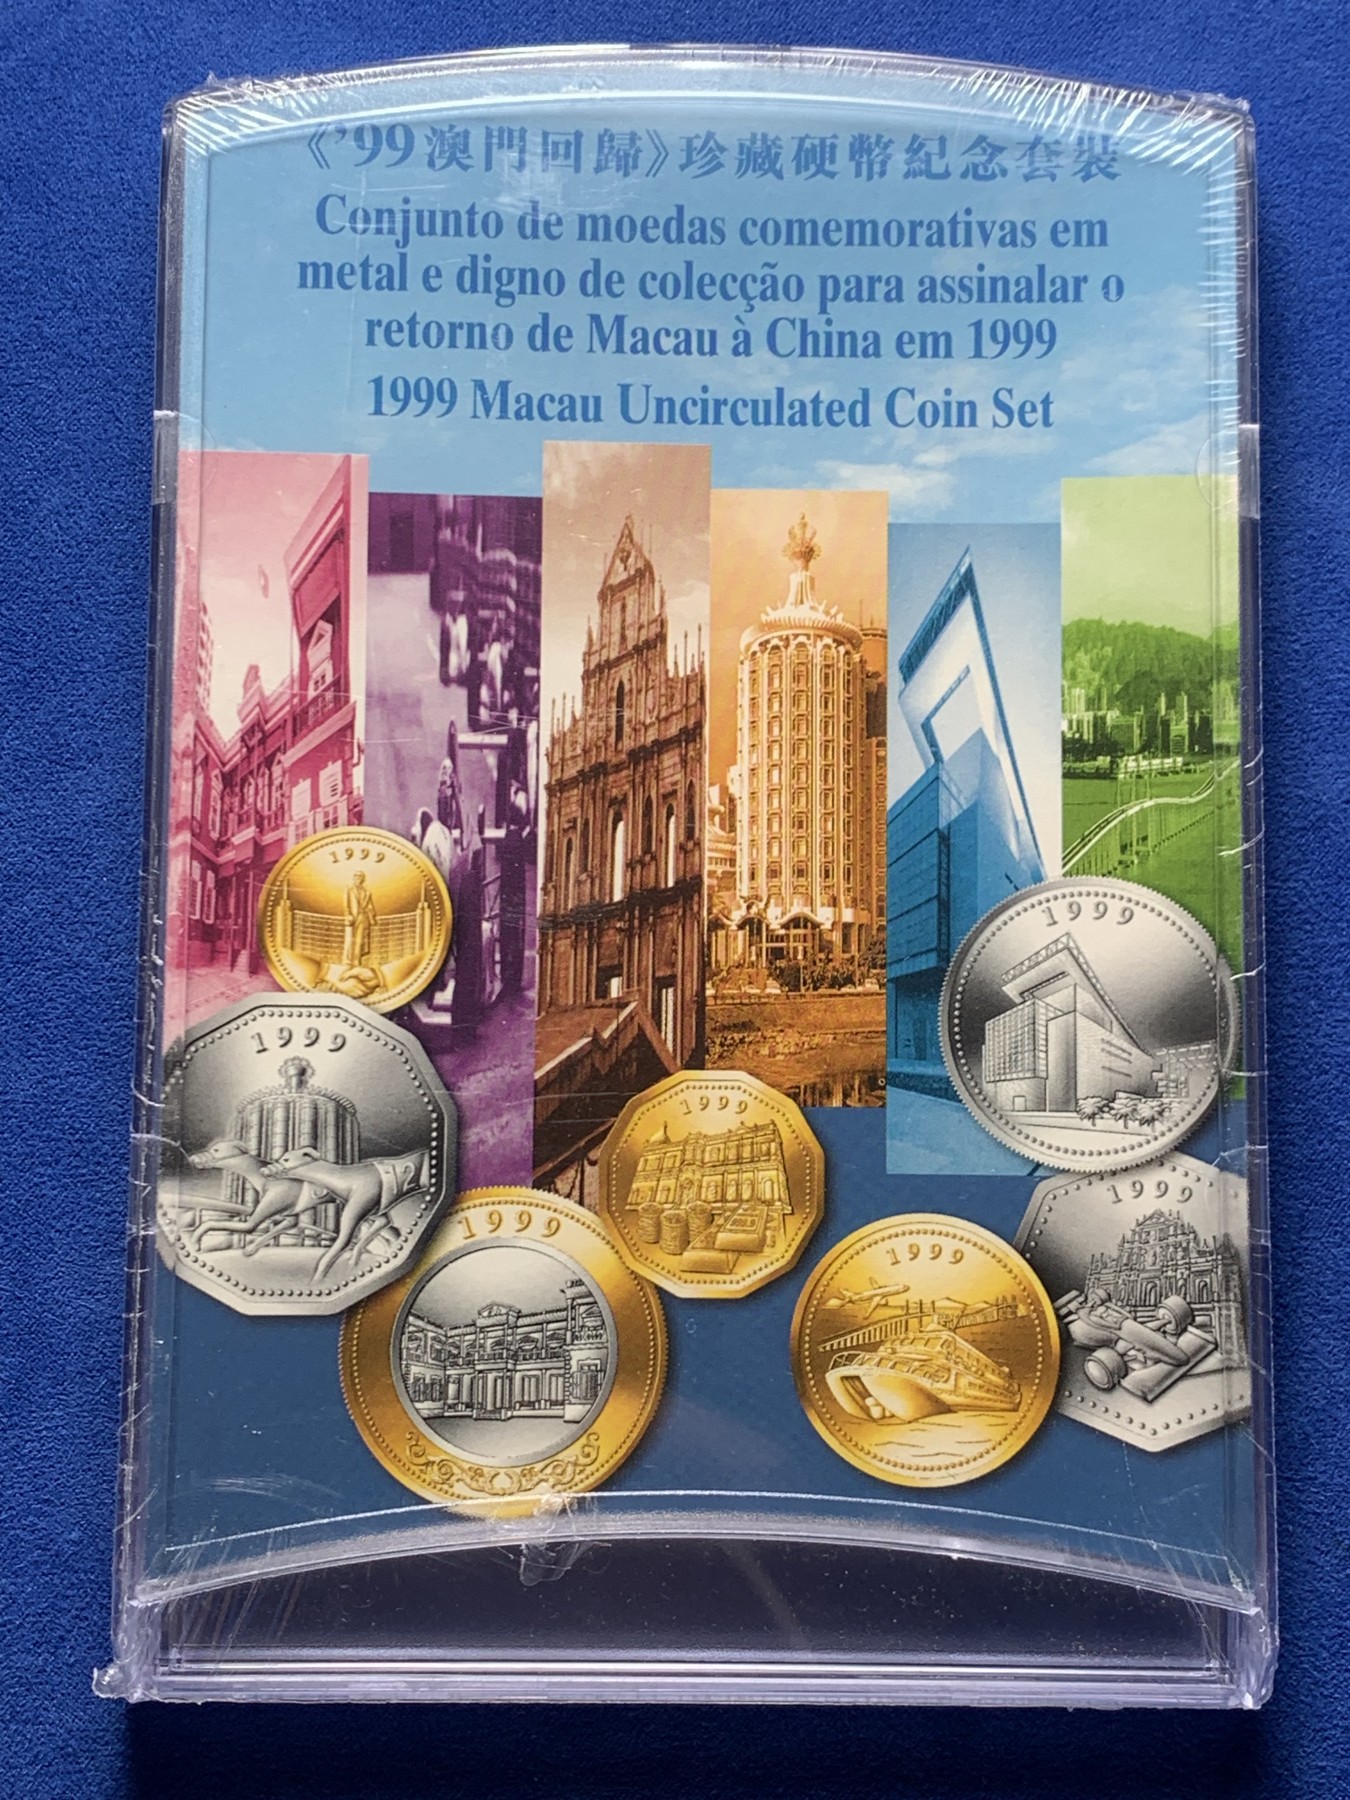 《’99澳門回歸》珍藏硬幣紀念套裝
Conjunto de moedas comemorativas em
metal e digno de colecção para assinalar o
retorno de Macau à China em 1999
1999 Macau Uncirculated Coin Set
1999
1999
1999
1999
1999
1999
1999